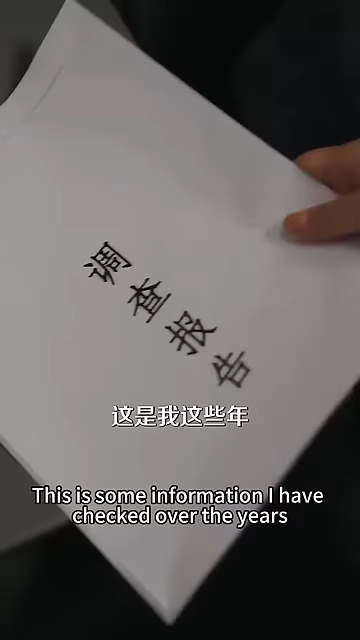 调查报告
这是我这些年
This is some information I have
checked over the years